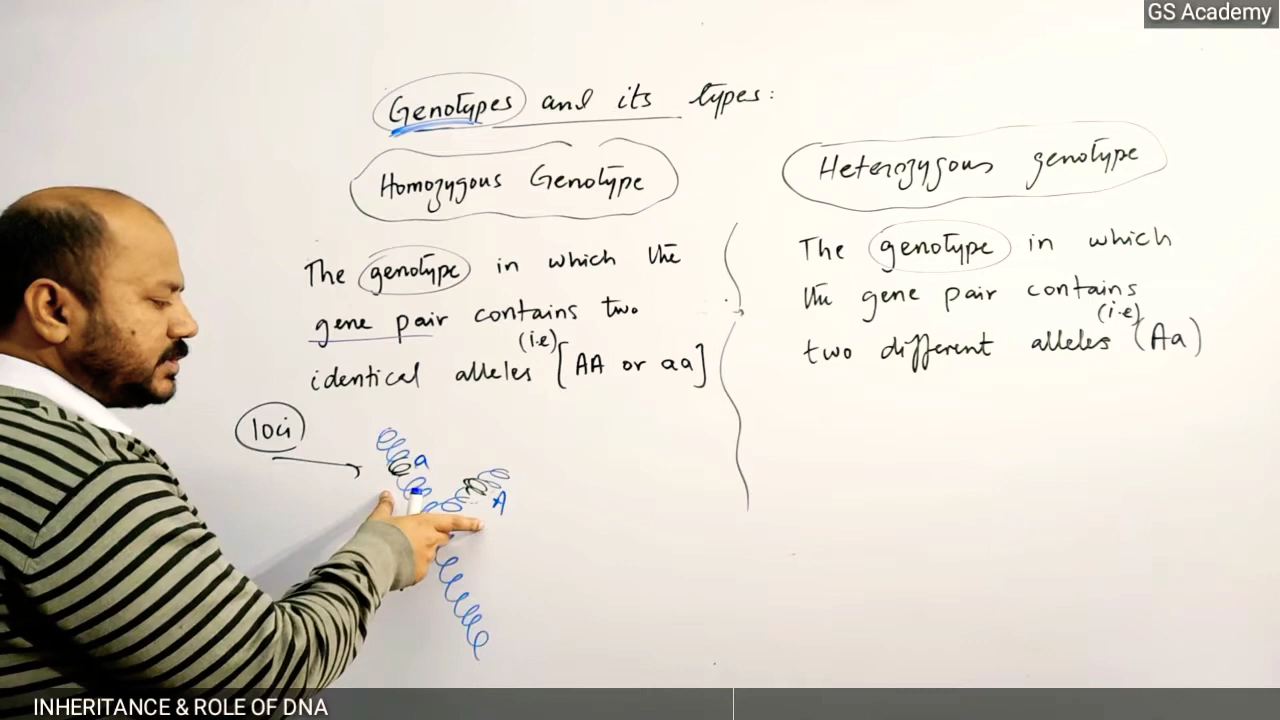 GS Academy
Genotypes and its types:
Homozygous Genotype
The genotype in which the
gene pair contains two
(i.e)
identical alleles [AA or aa]
Heterozygous genotype
The genotype in which
the gene pair contains
(i.e)
two different alleles (Aa)
loci
a
A
INHERITANCE & ROLE OF DNA